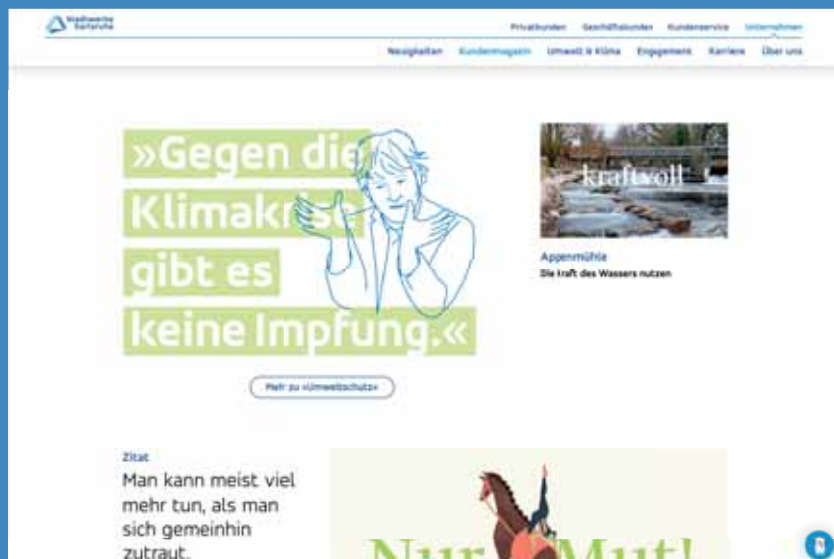 Stadtwerke
Karlsruhe
Privatkunden Geschäftskunden Kundenservice Unternehmen
Neuigkeiten Kundenmagazin Umwelt & Klima Engagement Karriere Über uns
»Gegen die
Klimakrise
gibt es
keine Impfung.«
Mehr zu »Umweltschutz«
kraftvoll
Appenmühle
Die Kraft des Wassers nutzen
Zitat
Man kann meist viel
mehr tun, als man
sich gemeinhin
zutraut.
Nur Mut!